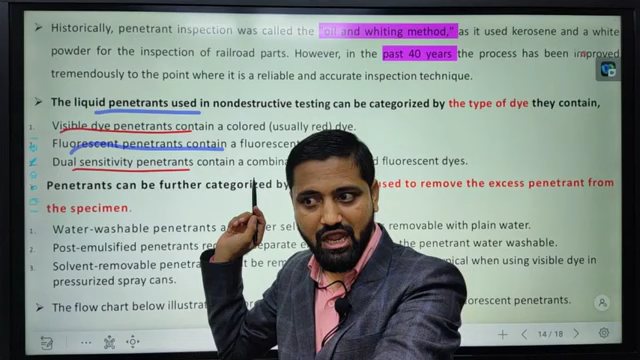 ➢ Historically, penetrant inspection was called the "oil and whiting method," as it used kerosene and a white
powder for the inspection of railroad parts. However, in the past 40 years the process has been improved
tremendously to the point where it is a reliable and accurate inspection technique.
➢ The liquid penetrants used in nondestructive testing can be categorized by the type of dye they contain,
1. Visible dye penetrants contain a colored (usually red) dye.
Fluorescent penetrants contain a fluorescent
Dual sensitivity penetrants contain a fluorescent dyes.
Penetrants can be further categorized by used to remove the excess penetrant from
the specimen.
1. Water-washable penetrants removable with plain water.
2. Post-emulsified penetrants the penetrant water washable.
3. Solvent-removable when using visible dye in
pressurized spray cans.
➢ The flow chart below
14 / 18